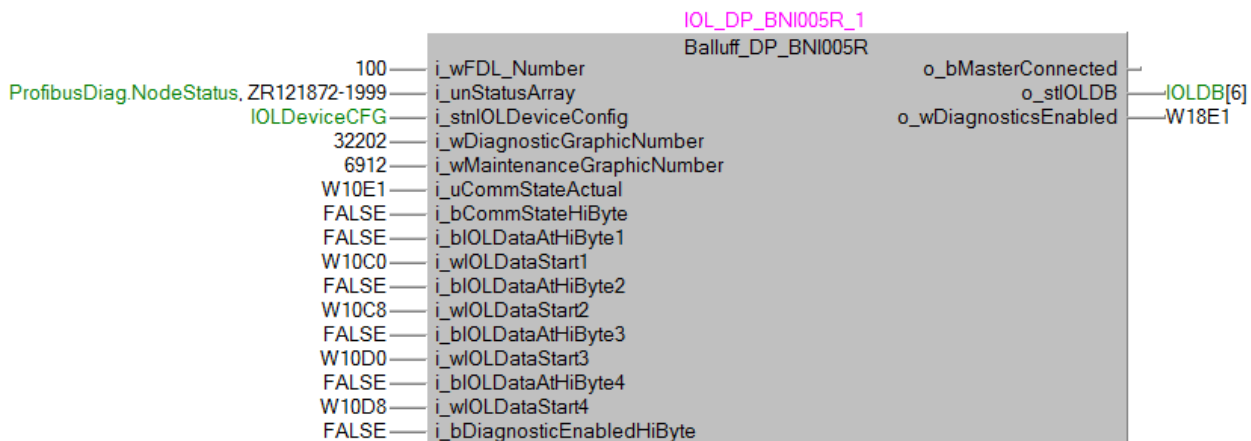 IOL_DP_BNI005R_1
Balluff_DP_BNI005R
100 i_wFDL_Number o_bMasterConnected
ProfibusDiag.NodeStatus, ZR121872-1999 i_unStatusArray o_stIOLDB IOLDB[6]
IOLDeviceCFG i_stnIOLDeviceConfig o_wDiagnosticsEnabled W18E1
32202 i_wDiagnosticGraphicNumber
6912 i_wMaintenanceGraphicNumber
W10E1 i_uCommStateActual
FALSE i_bCommStateHiByte
FALSE i_bIOLDataAtHiByte1
W10C0 i_wIOLDataStart1
FALSE i_bIOLDataAtHiByte2
W10C8 i_wIOLDataStart2
FALSE i_bIOLDataAtHiByte3
W10D0 i_wIOLDataStart3
FALSE i_bIOLDataAtHiByte4
W10D8 i_wIOLDataStart4
FALSE i_bDiagnosticEnabledHiByte